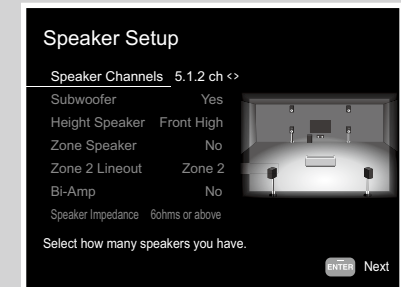 Speaker Setup
Speaker Channels 5.1.2 ch <>
Subwoofer Yes
Height Speaker Front High
Zone Speaker No
Zone 2 Lineout Zone 2
Bi-Amp No
Speaker Impedance 6ohms or above
Select how many speakers you have.
ENTER Next